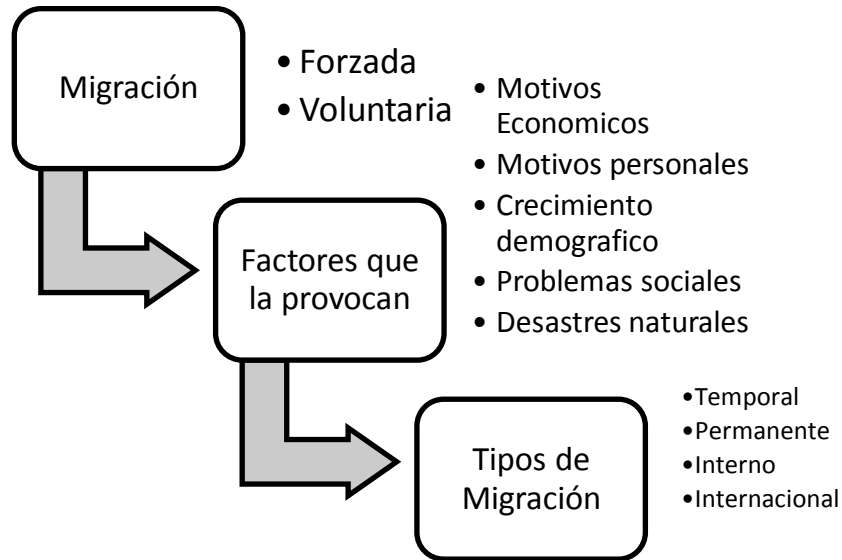 Migración
• Forzada
• Voluntaria
Factores que
la provocan
• Motivos
Economicos
• Motivos personales
• Crecimiento
demografico
• Problemas sociales
• Desastres naturales
Tipos de
Migración
•Temporal
•Permanente
•Interno
•Internacional